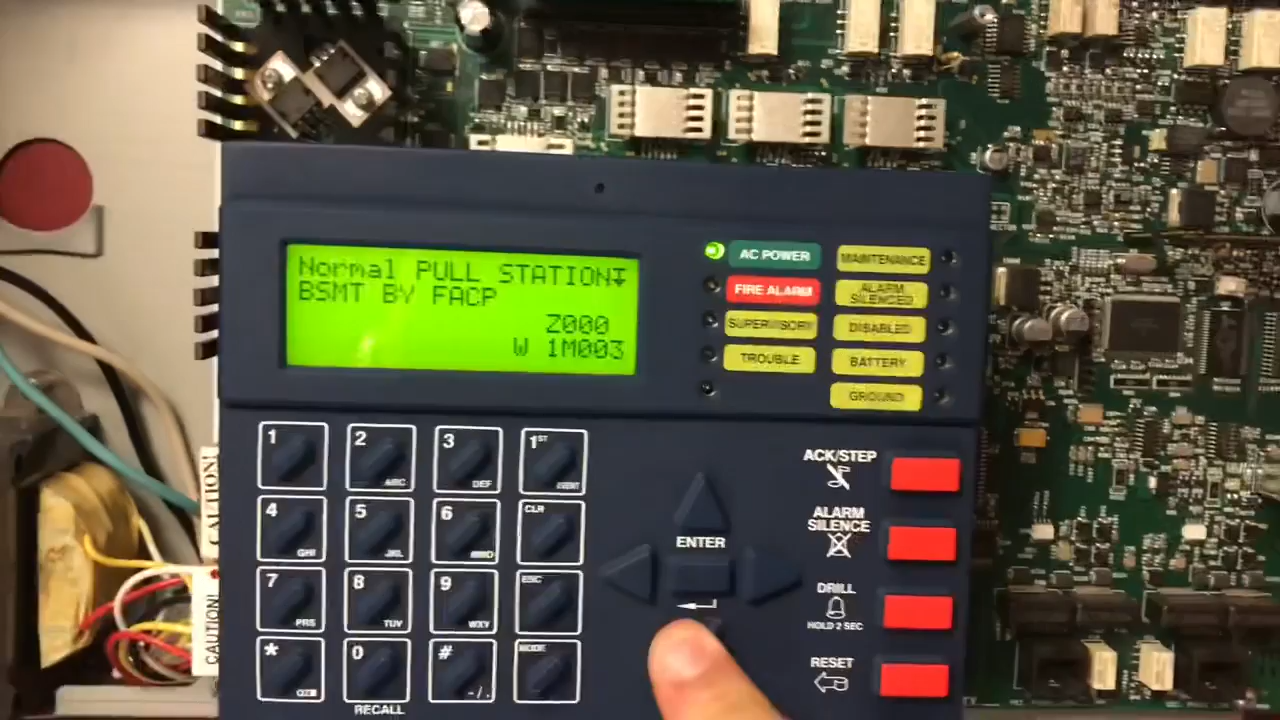 Normal PULL STATION
BSMT BY FACP
Z000
W 1M003
AC POWER
FIRE ALARM
SUPERVISORY
TROUBLE
MAINTENANCE
ALARM
SILENCED
DISABLED
BATTERY
GROUND
1
2
ABC
3
DEF
1ST
EVENT
4
GHI
5
JKL
6
MNO
CLR
7
PRS
8
TUV
9
WXY
ESC
*
0
#
-/.
MODE
RECALL
ENTER
ACK/STEP
ALARM
SILENCE
DRILL
HOLD 2 SEC
RESET
CAUTION!
CAUTION!